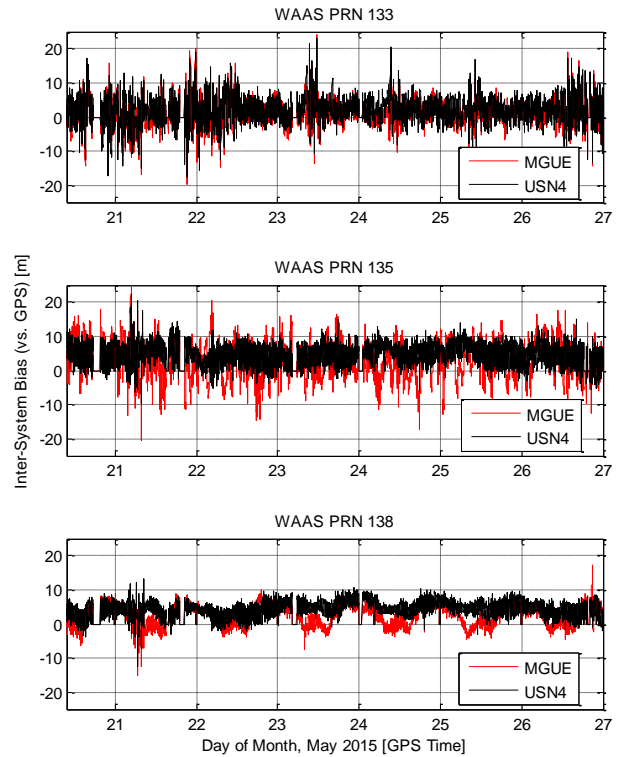 WAAS PRN 133
20
10
0
-10
-20
MGUE
USN4
21 22 23 24 25 26 27
WAAS PRN 135
Inter-System Bias (vs. GPS) [m]
20
10
0
-10
-20
MGUE
USN4
21 22 23 24 25 26 27
WAAS PRN 138
20
10
0
-10
-20
MGUE
USN4
21 22 23 24 25 26 27
Day of Month, May 2015 [GPS Time]